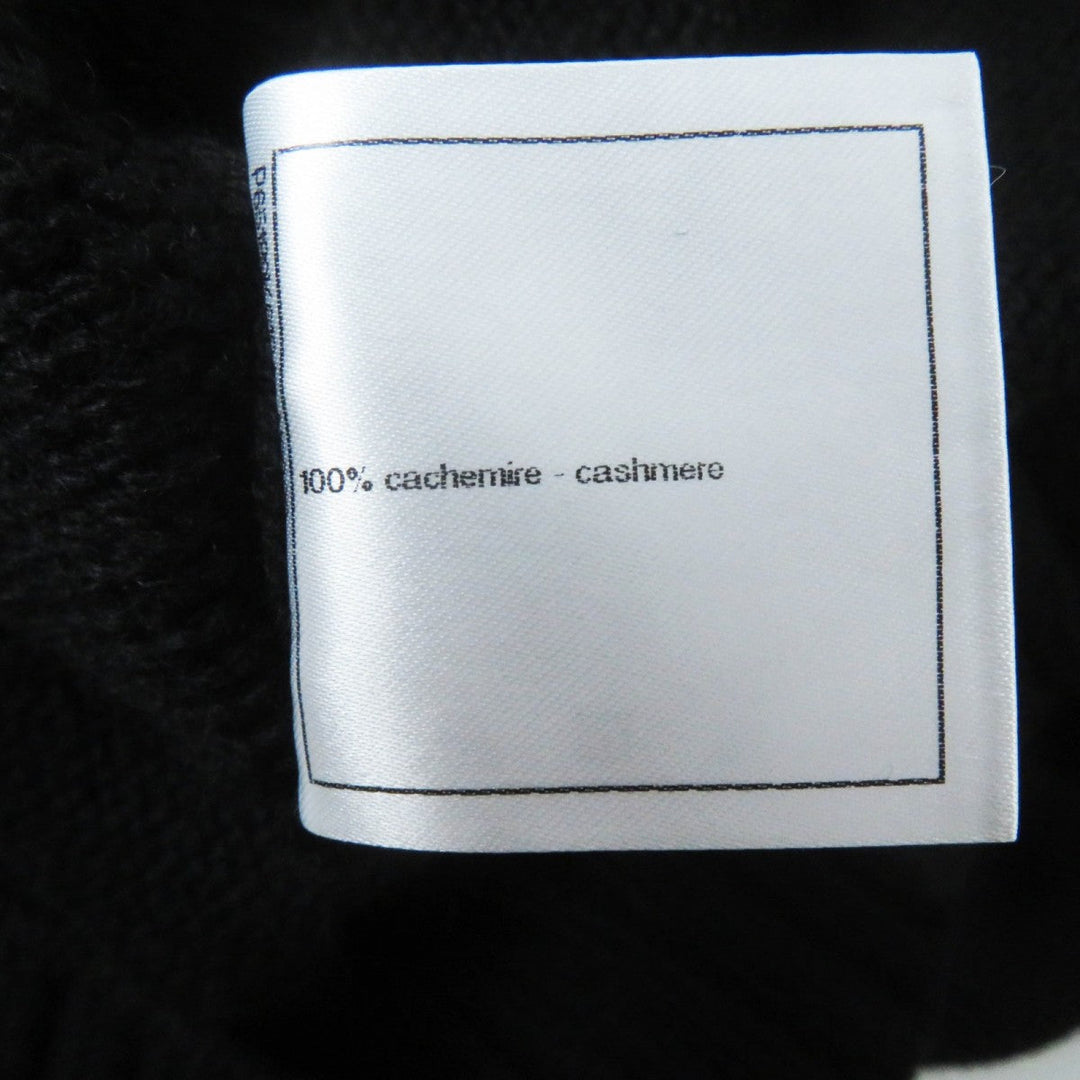 100% cachemire - cashmere